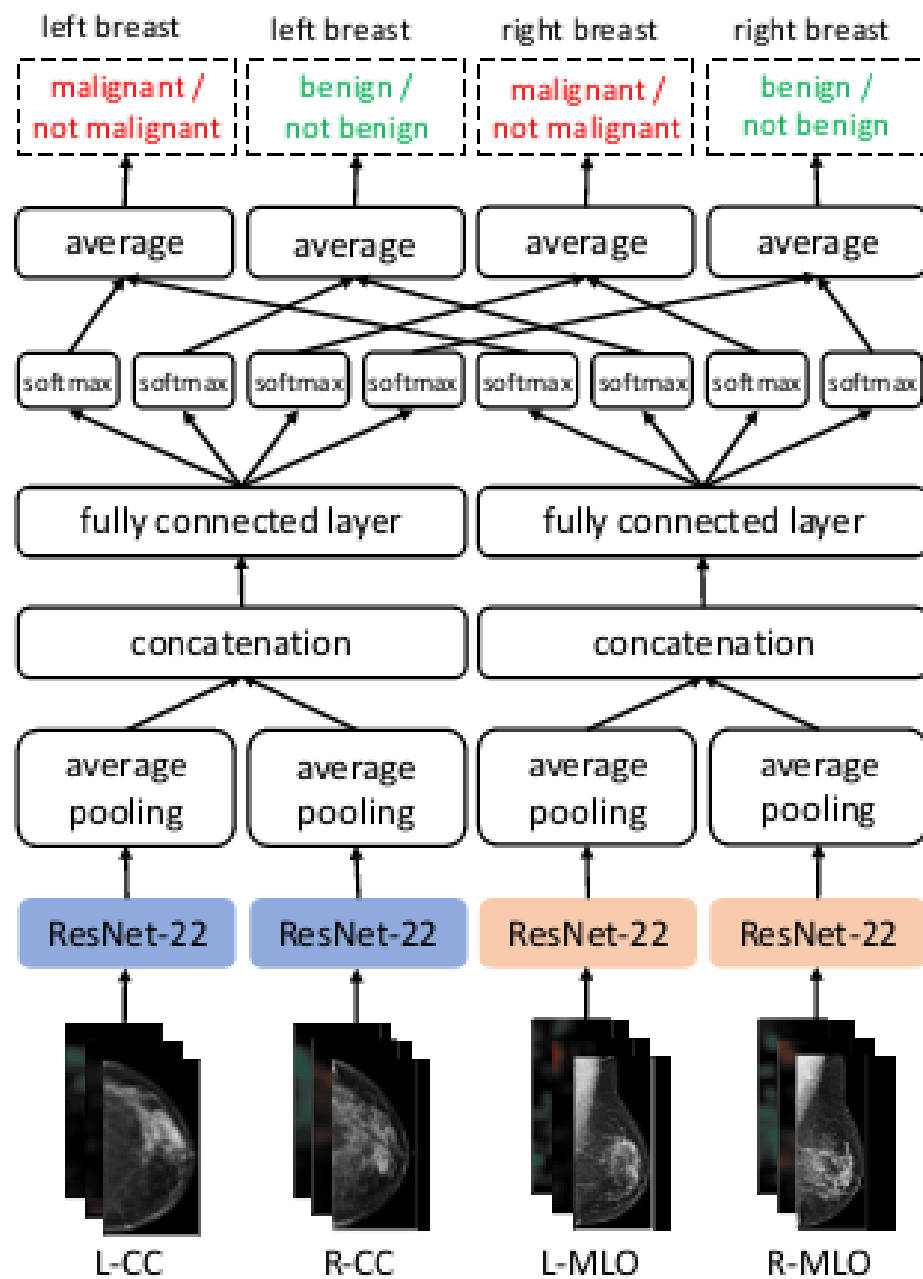 left breast left breast right breast right breast
malignant / benign / malignant / benign /
not malignant not benign not malignant not benign
average average average average
softmax softmax softmax softmax softmax softmax softmax softmax
fully connected layer fully connected layer
concatenation concatenation
average average average average
pooling pooling pooling pooling
ResNet-22 ResNet-22 ResNet-22 ResNet-22
L-CC R-CC L-MLO R-MLO